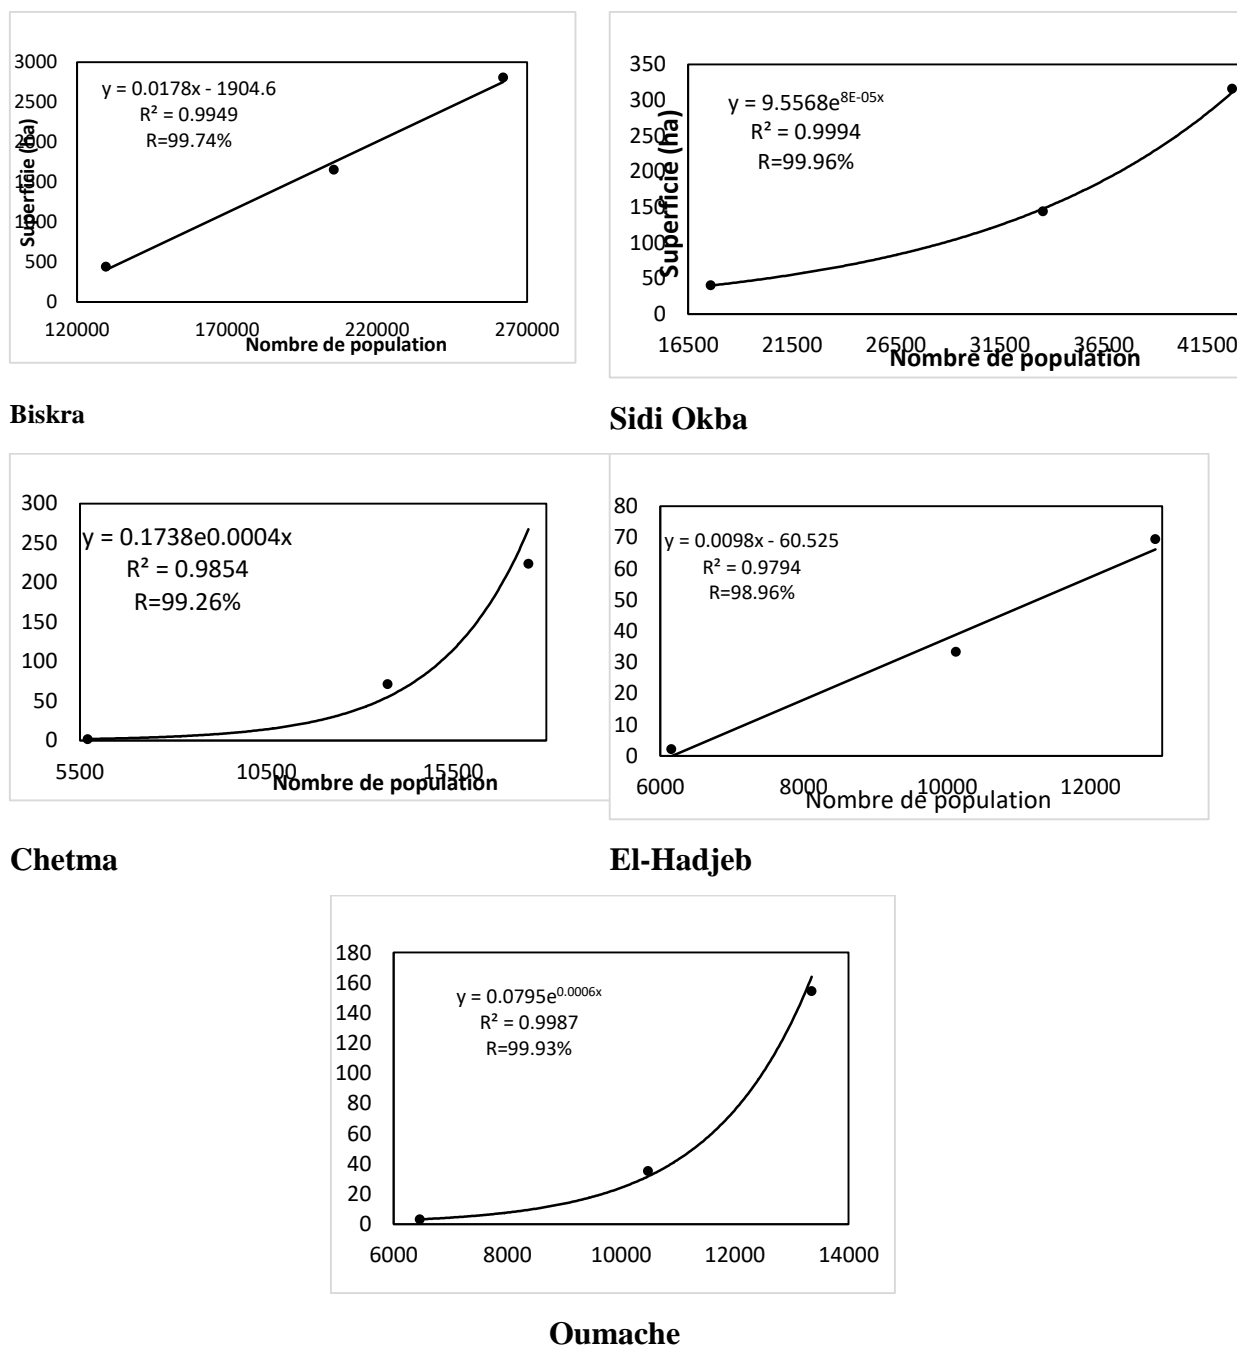 3000
2500
2000
1500
1000
500
0
Superficie (ha)
y = 0.0178x - 1904.6
R² = 0.9949
R=99.74%
120000 170000 220000 270000
Nombre de population
Biskra
350
300
250
200
150
100
50
0
Superficie (ha)
y = 9.5568e^8E-05x
R² = 0.9994
R=99.96%
16500 21500 26500 31500 36500 41500
Nombre de population
Sidi Okba
300
250
200
150
100
50
0
y = 0.1738e0.0004x
R² = 0.9854
R=99.26%
5500 10500 15500
Nombre de population
Chetma
80
70
60
50
40
30
20
10
0
y = 0.0098x - 60.525
R² = 0.9794
R=98.96%
6000 8000 10000 12000
Nombre de population
El-Hadjeb
180
160
140
120
100
80
60
40
20
0
y = 0.0795e^0.0006x
R² = 0.9987
R=99.93%
6000 8000 10000 12000 14000
Oumache